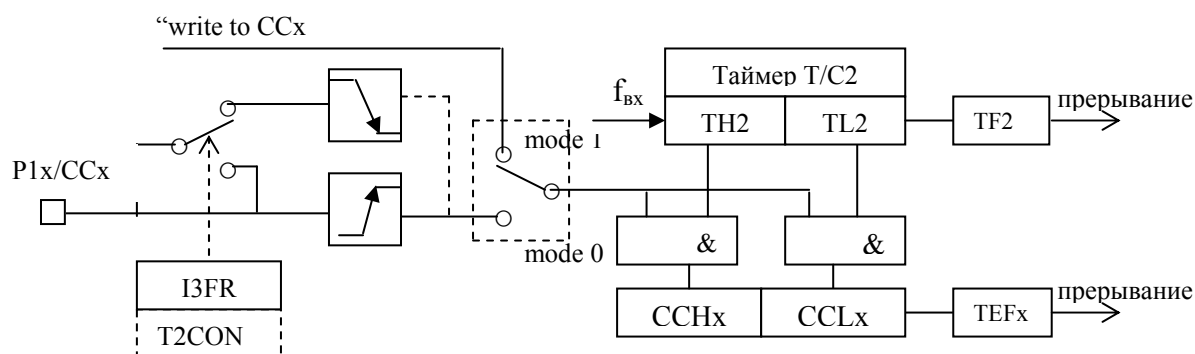 “write to CCx
Таймер T/C2
fвх
TH2
TL2
TF2
прерывание
mode 1
P1x/CCx
&
&
mode 0
I3FR
T2CON
CCHx
CCLx
TEFx
прерывание